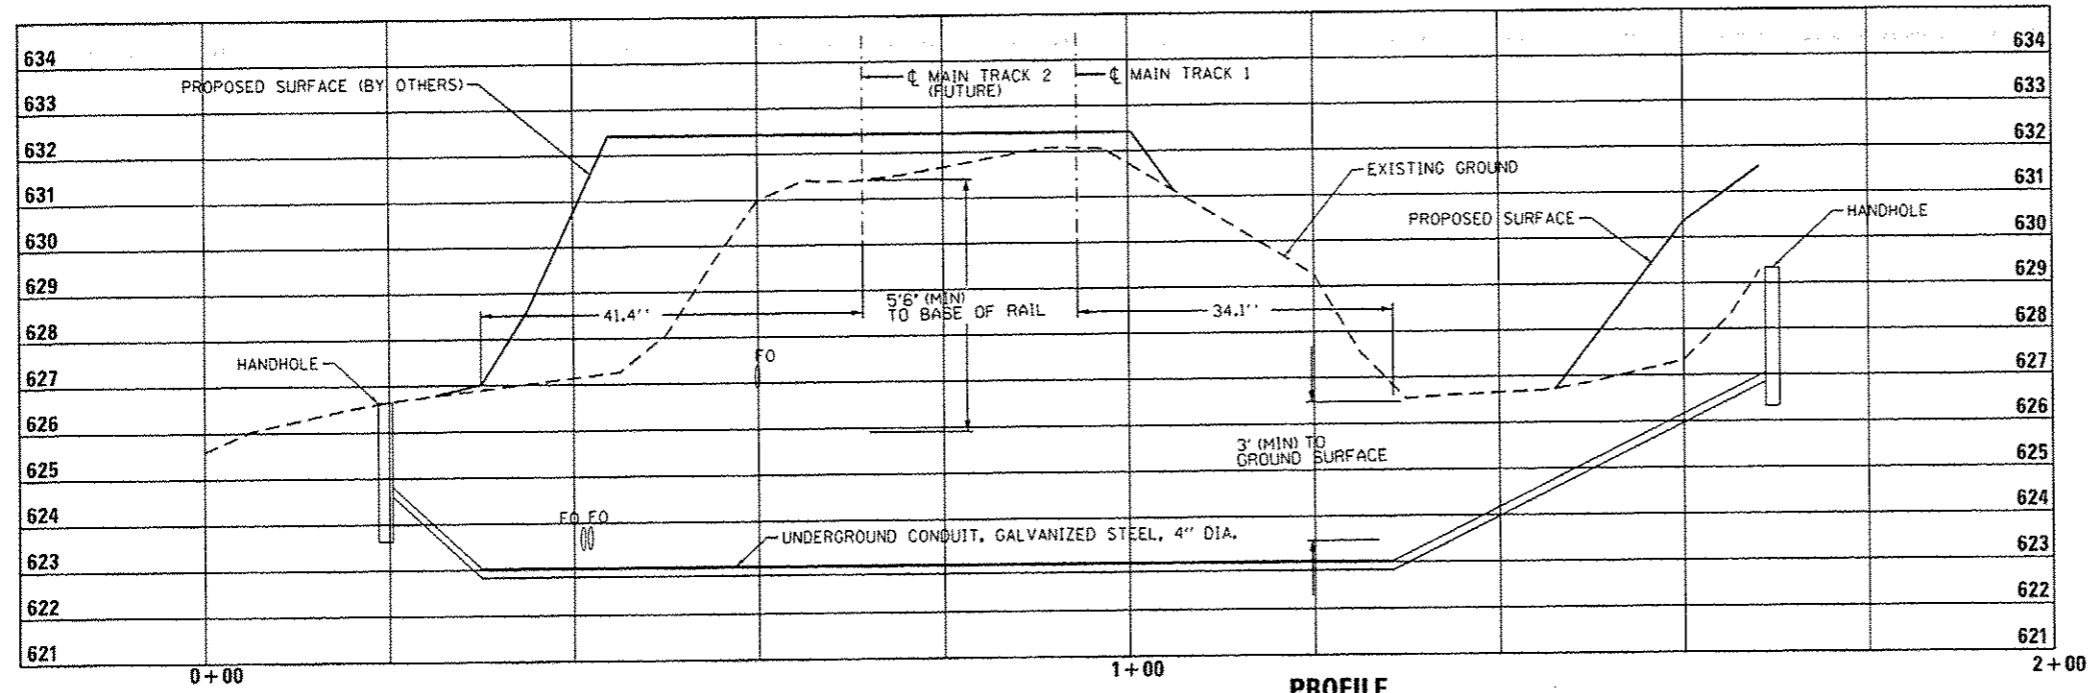 634
634
PROPOSED SURFACE (BY OTHERS)
℄ MAIN TRACK 2
(FUTURE)
℄ MAIN TRACK 1
633
633
632
632
EXISTING GROUND
631
631
PROPOSED SURFACE
HANDHOLE
630
630
629
629
41.4''
5'6" (MIN)
TO BASE OF RAIL
34.1''
628
628
HANDHOLE
FO
627
627
626
626
3' (MIN) TO
GROUND SURFACE
625
625
624
624
FO FO
UNDERGROUND CONDUIT, GALVANIZED STEEL, 4" DIA.
623
623
622
622
621
621
0+00
1+00
2+00
PROFILE